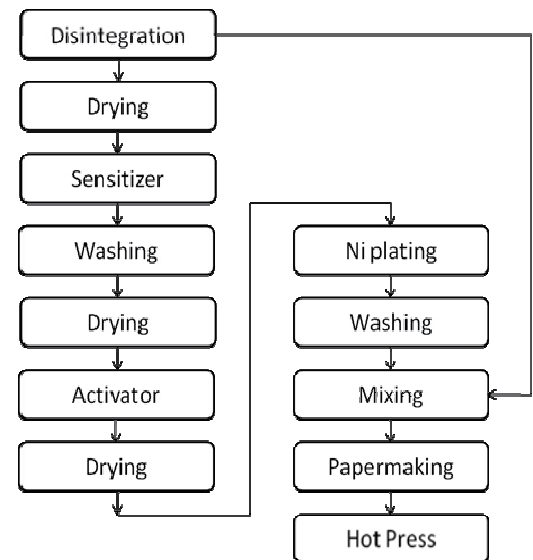 Disintegration
Drying
Sensitizer
Washing
Drying
Activator
Drying
Ni plating
Washing
Mixing
Papermaking
Hot Press